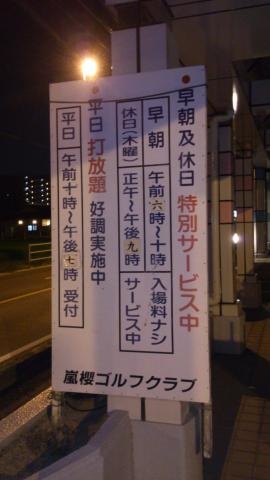 早朝及休日 特別サービス中
早朝 午前六時～十時 入場料ナシ
休日(木曜) 正午～午後九時 サービス中
平日 打放題 好調実施中
平日 午前十時～午後七時 受付
嵐櫻ゴルフクラブ